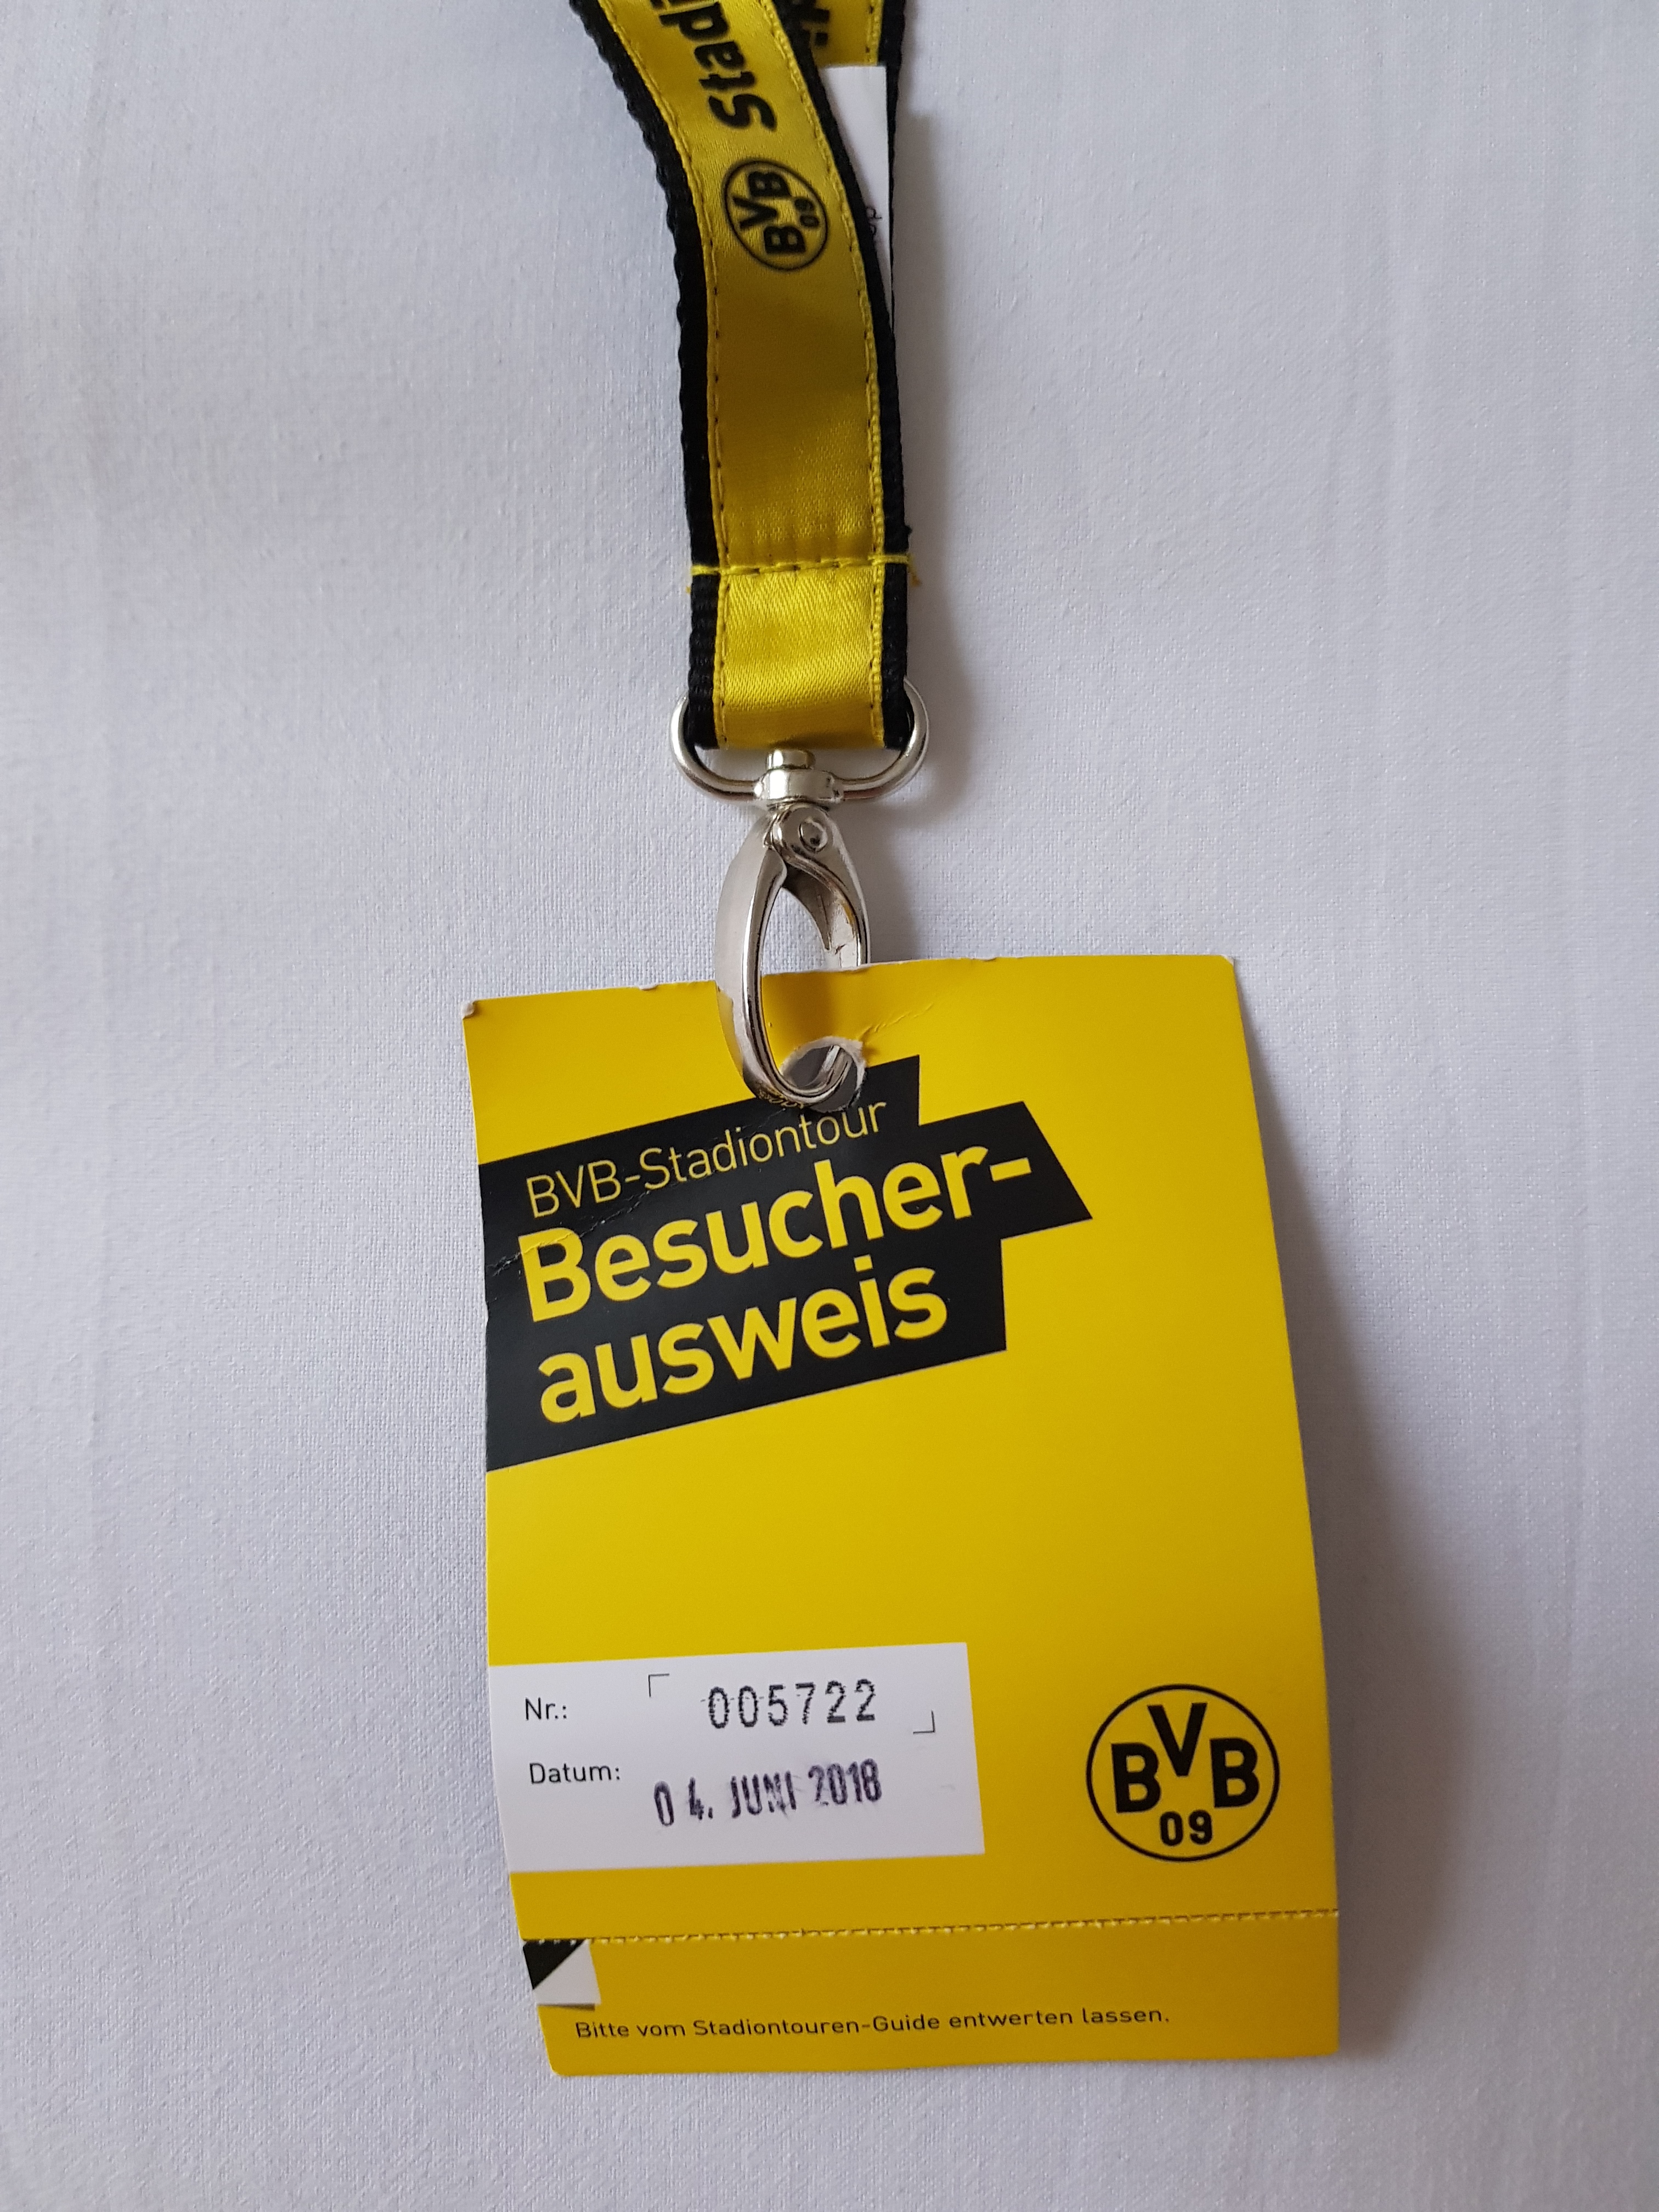 BVB
09
BVB-Stadiontour
Besucher-
ausweis
Nr.: 005722
Datum: 04. JUNI 2018
BVB
09
Bitte vom Stadiontouren-Guide entwerten lassen.